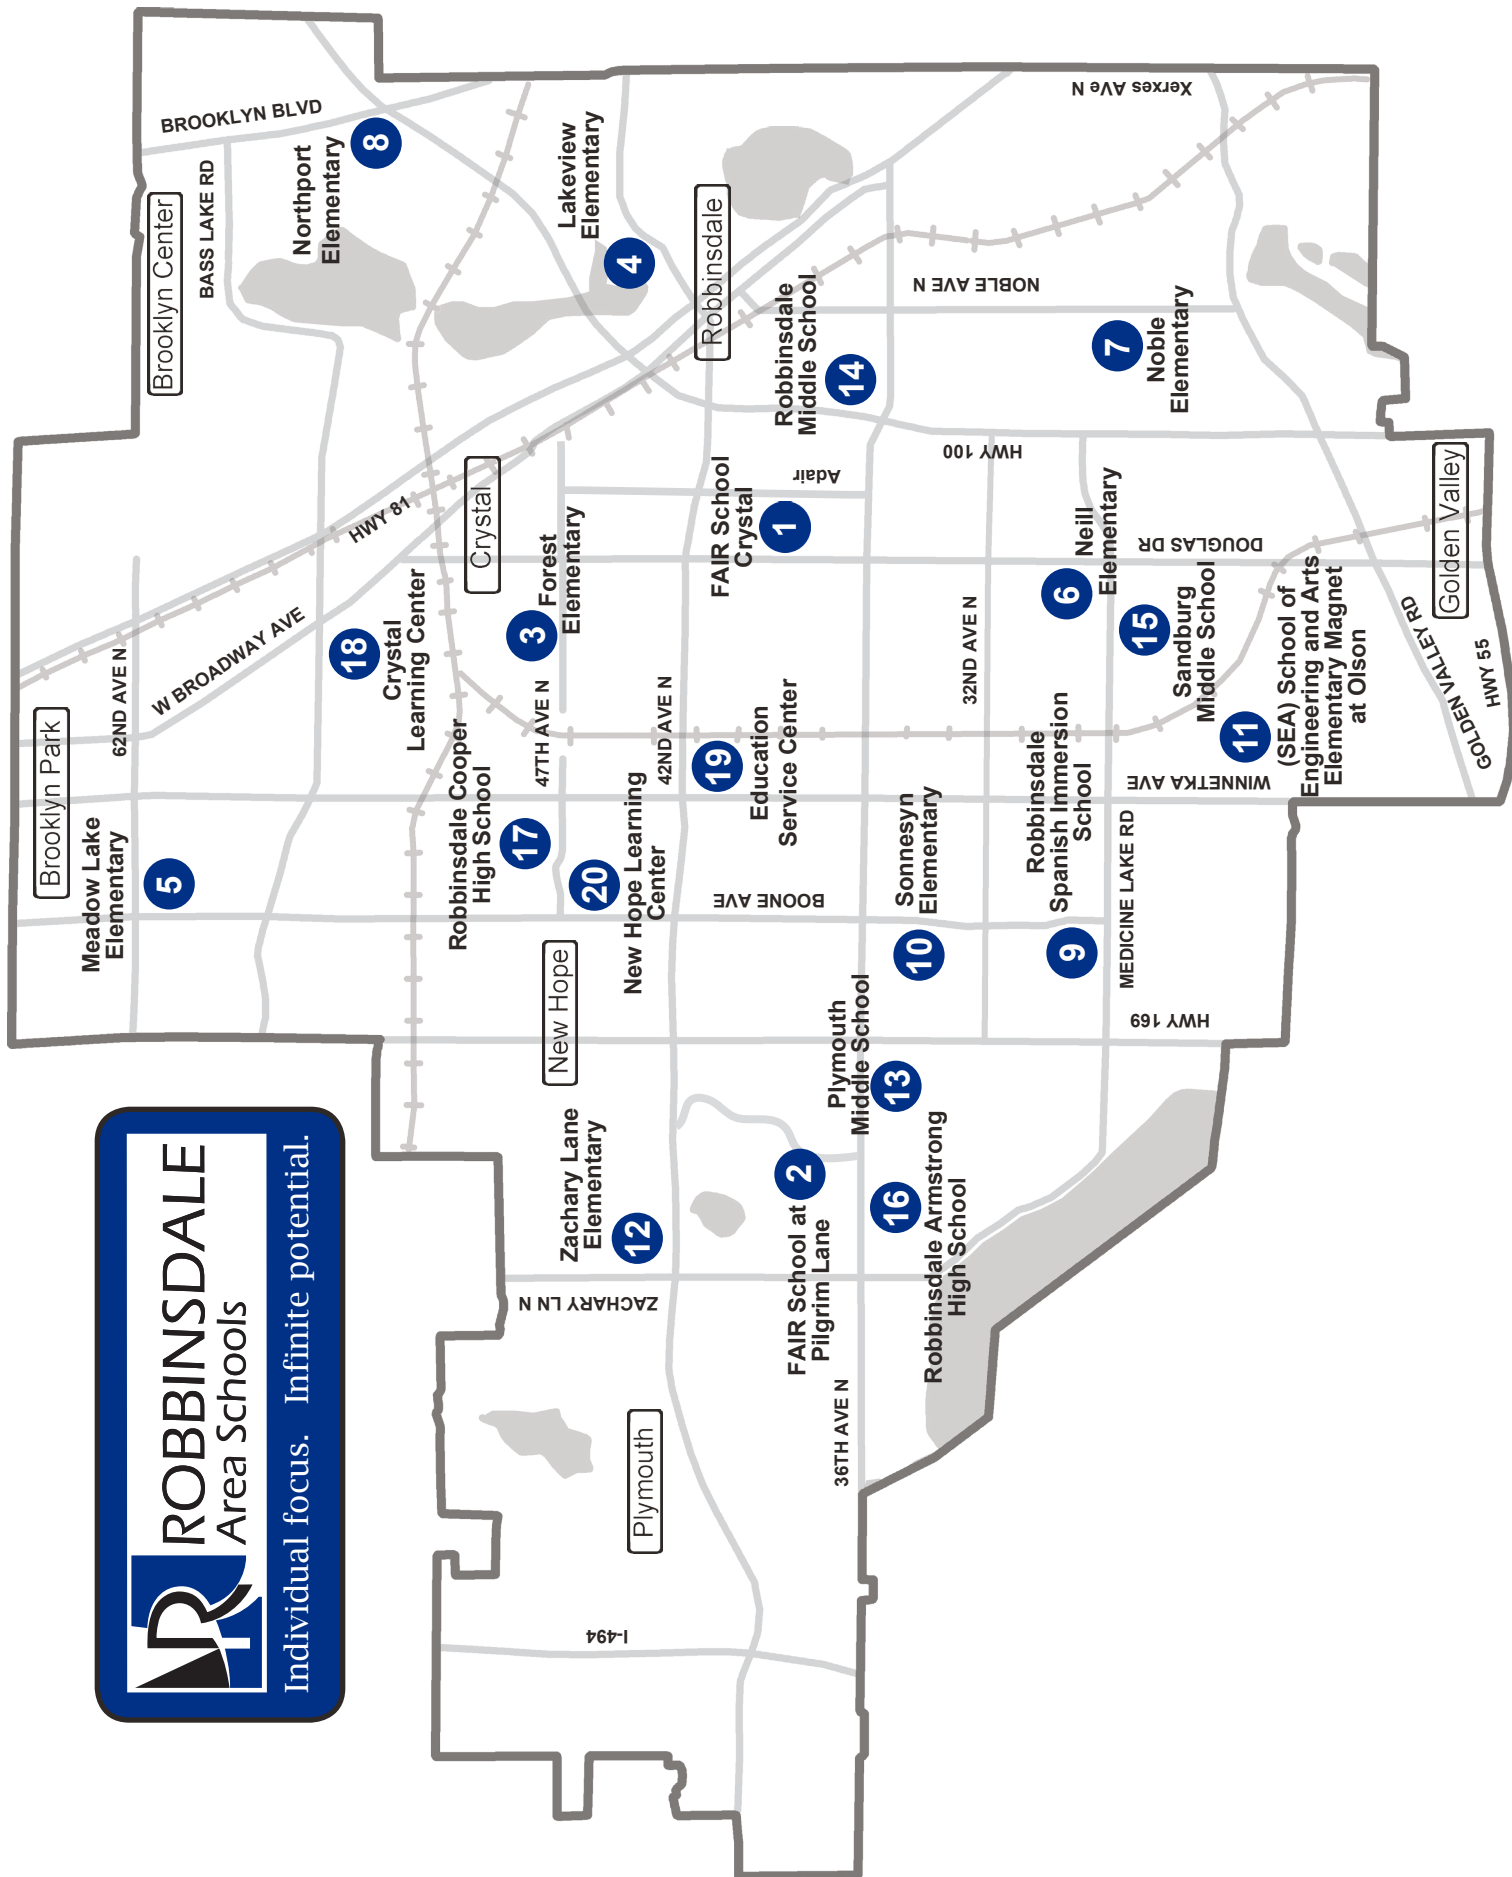 ROBBINSDALE
Area Schools
Individual focus. Infinite potential.
Brooklyn Park
Brooklyn Center
Crystal
Robbinsdale
New Hope
Plymouth
Golden Valley
Meadow Lake
Elementary
5
62ND AVE N
W BROADWAY AVE
HWY 81
BASS LAKE RD
BROOKLYN BLVD
Northport
Elementary
8
18
Crystal
Learning Center
Robbinsdale Cooper
High School
17
47TH AVE N
3
Forest
Elementary
Lakeview
Elementary
4
Zachary Lane
Elementary
12
ZACHARY LN N
20
New Hope Learning
Center
42ND AVE N
19
Education
Service Center
BOONE AVE
FAIR School
Crystal
1
Adair
Robbinsdale
Middle School
14
I-494
FAIR School at
Pilgrim Lane
2
36TH AVE N
Plymouth
Middle School
13
16
Robbinsdale Armstrong
High School
Sonnesyn
Elementary
10
32ND AVE N
HWY 100
NOBLE AVE N
Xerxes AVe N
Robbinsdale
Spanish Immersion
School
9
MEDICINE LAKE RD
6
Neill
Elementary
7
Noble
Elementary
15
Sandburg
Middle School
HWY 169
WINNETKA AVE
DOUGLAS DR
11
(SEA) School of
Engineering and Arts
Elementary Magnet
at Olson
GOLDEN VALLEY RD
HWY 55